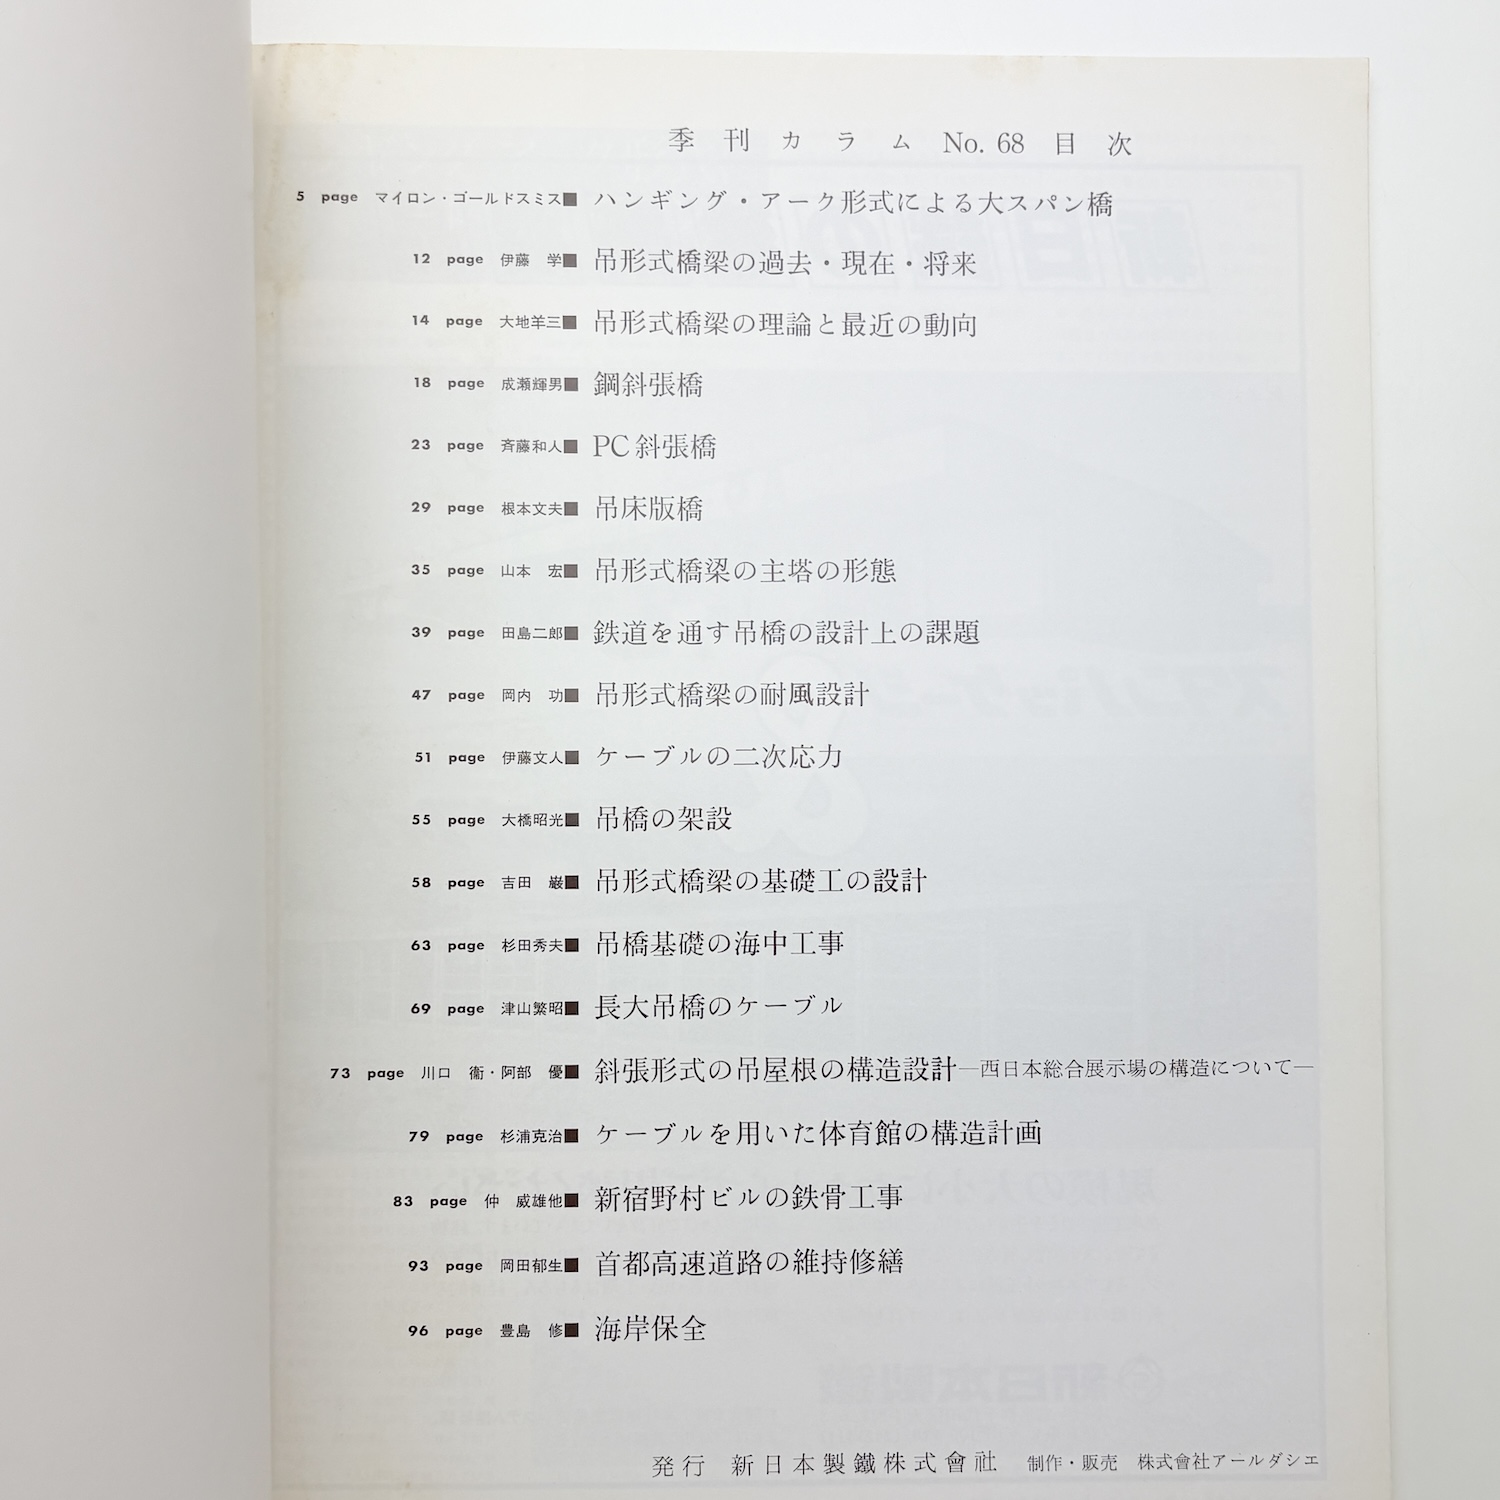 季刊カラム No. 68 目次
5 page マイロン・ゴールドスミス■ ハンギング・アーク形式による大スパン橋
12 page 伊藤 学■ 吊形式橋梁の過去・現在・将来
14 page 大地羊三■ 吊形式橋梁の理論と最近の動向
18 page 成瀬輝男■ 鋼斜張橋
23 page 斉藤和人■ PC斜張橋
29 page 根本文夫■ 吊床版橋
35 page 山本 宏■ 吊形式橋梁の主塔の形態
39 page 田島二郎■ 鉄道を通す吊橋の設計上の課題
47 page 岡内 功■ 吊形式橋梁の耐風設計
51 page 伊藤文人■ ケーブルの二次応力
55 page 大橋昭光■ 吊橋の架設
58 page 吉田 巌■ 吊形式橋梁の基礎工の設計
63 page 杉田秀夫■ 吊橋基礎の海中工事
69 page 津山繁昭■ 長大吊橋のケーブル
73 page 川口 衞・阿部 優■ 斜張形式の吊屋根の構造設計―西日本総合展示場の構造について―
79 page 杉浦克治■ ケーブルを用いた体育館の構造計画
83 page 仲 威雄他■ 新宿野村ビルの鉄骨工事
93 page 岡田郁生■ 首都高速道路の維持修繕
96 page 豊島 修■ 海岸保全
発行 新日本製鐵株式會社 制作・販売 株式會社アールダシエ